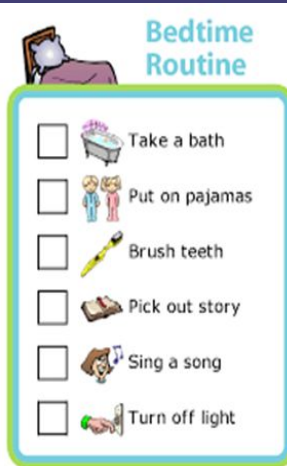 Bedtime
Routine
Take a bath
Put on pajamas
Brush teeth
Pick out story
Sing a song
Turn off light